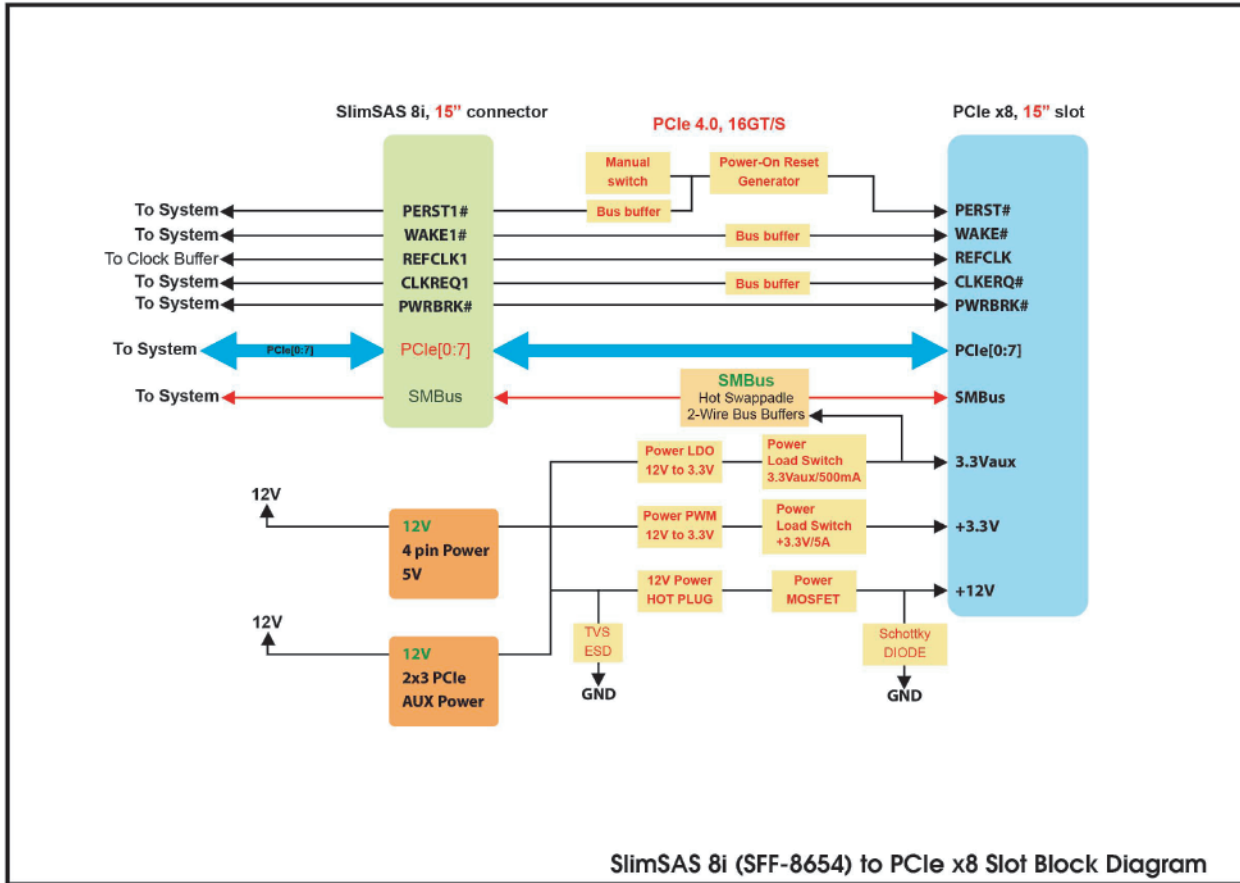 SlimSAS 8i, 15” connector
PCIe 4.0, 16GT/S
PCIe x8, 15” slot
Manual
switch
Power-On Reset
Generator
To System
PERST1#
Bus buffer
PERST#
To System
WAKE1#
Bus buffer
WAKE#
To Clock Buffer
REFCLK1
REFCLK
To System
CLKREQ1
Bus buffer
CLKERQ#
To System
PWRBRK#
PWRBRK#
To System
PCIe[0:7]
PCIe[0:7]
PCIe[0:7]
To System
SMBus
SMBus
Hot Swappadle
2-Wire Bus Buffers
SMBus
Power LDO
12V to 3.3V
Power
Load Switch
3.3Vaux/500mA
3.3Vaux
12V
12V
4 pin Power
5V
Power PWM
12V to 3.3V
Power
Load Switch
+3.3V/5A
+3.3V
12V Power
HOT PLUG
Power
MOSFET
+12V
12V
12V
2x3 PCIe
AUX Power
TVS
ESD
GND
Schottky
DIODE
GND
SlimSAS 8i (SFF-8654) to PCIe x8 Slot Block Diagram